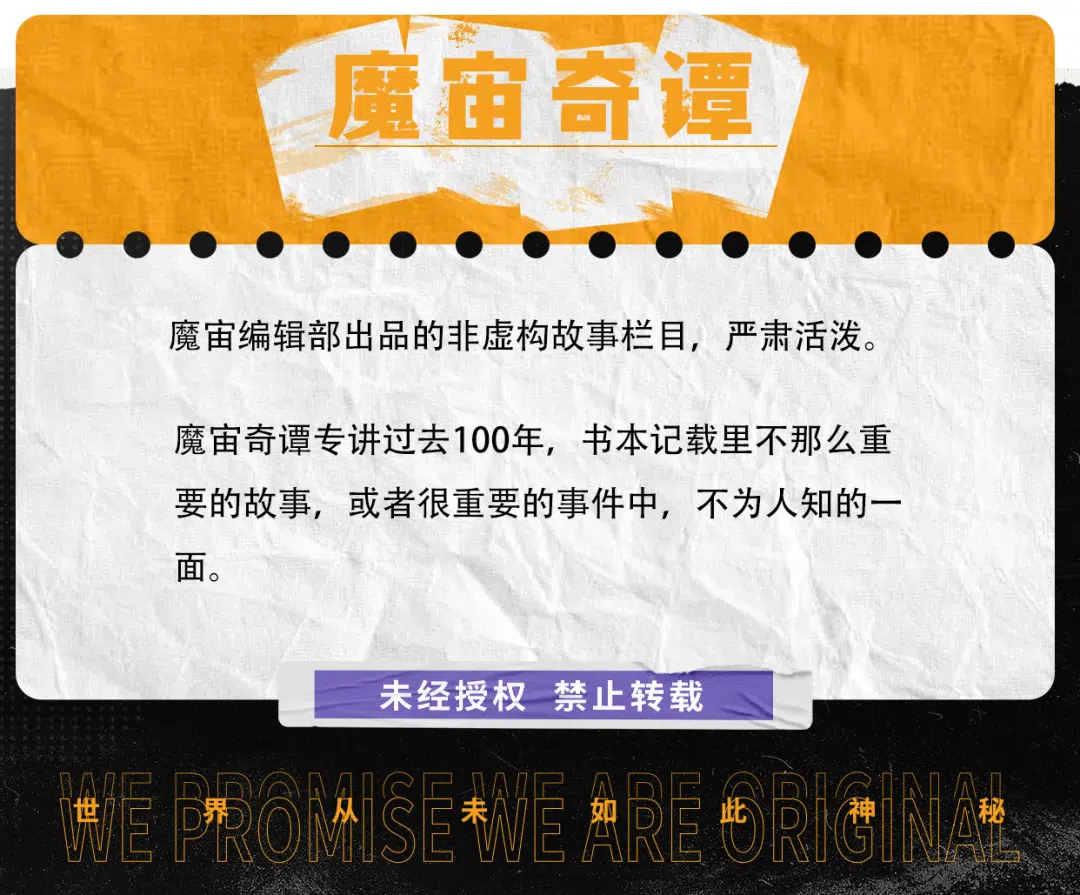 魔宙奇谭
魔宙编辑部出品的非虚构故事栏目，严肃活泼。
魔宙奇谭专讲过去100年，书本记载里不那么重
要的故事，或者很重要的事件中，不为人知的一
面。
未经授权 禁止转载
WE PROMISE WE ARE ORIGINAL
世界从未如此神秘